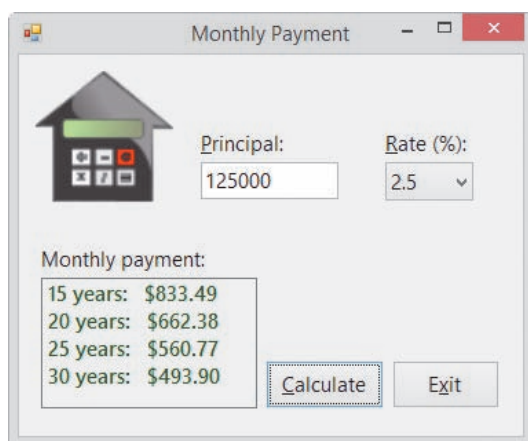 Monthly Payment
Principal:
Rate (%):
125000
2.5
Monthly payment:
15 years: $833.49
20 years: $662.38
25 years: $560.77
30 years: $493.90
Calculate
Exit